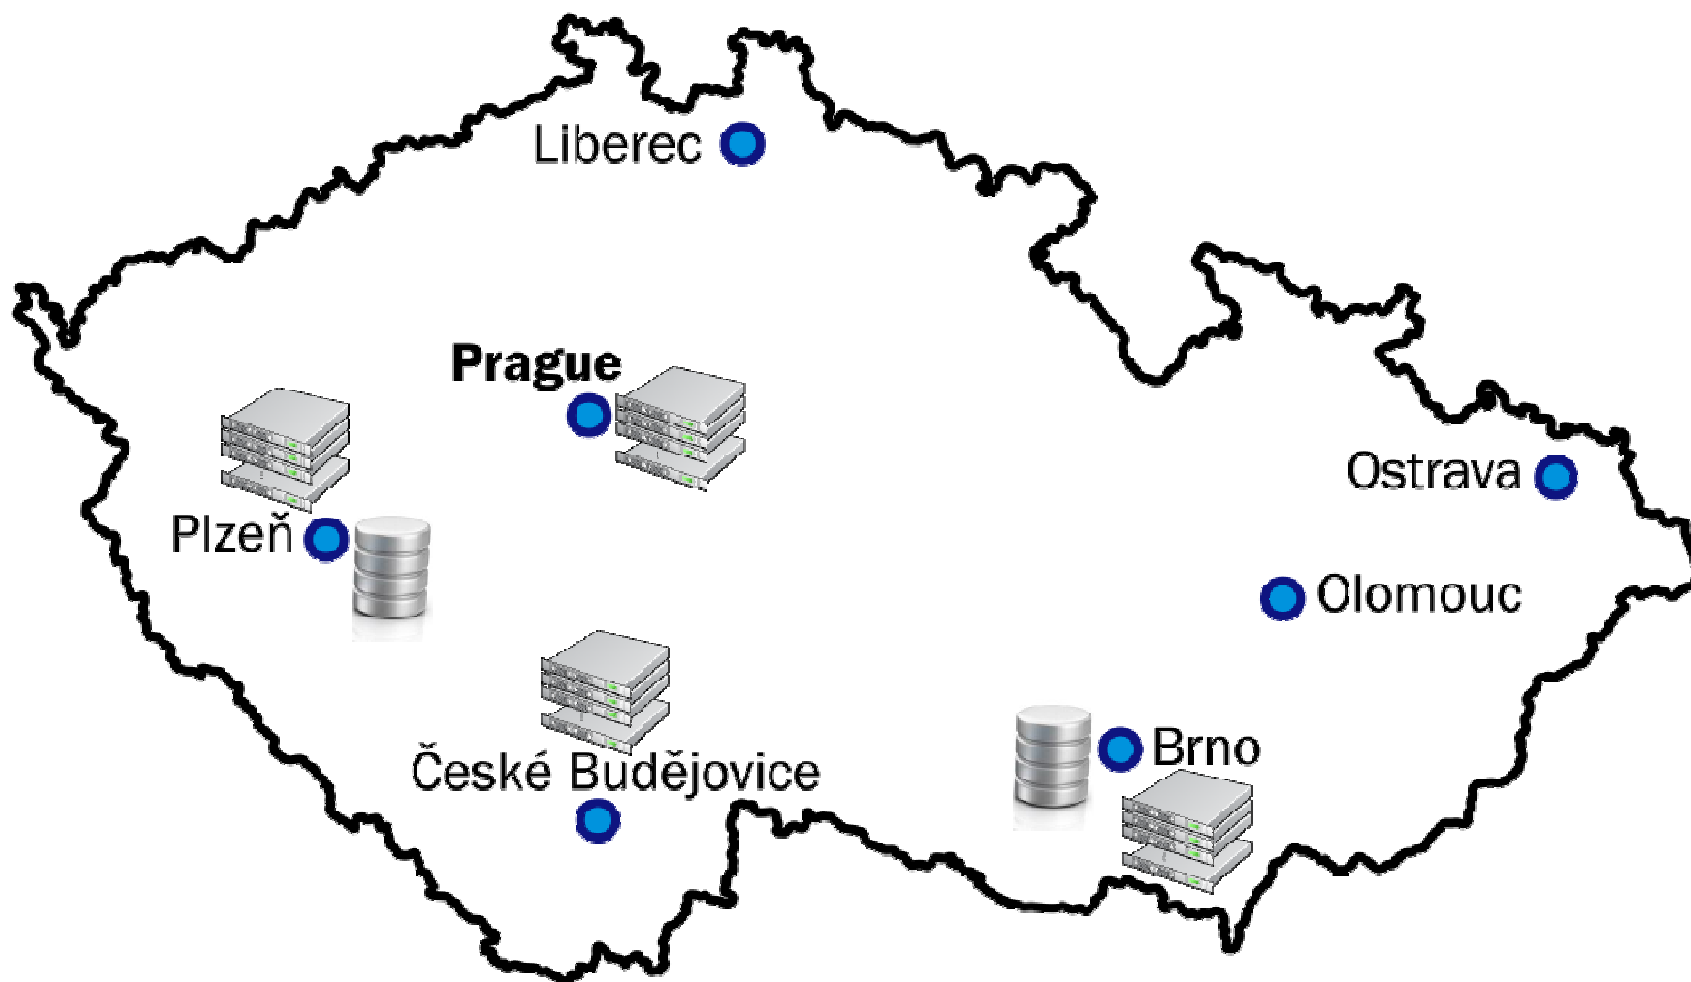 Liberec
Prague
Ostrava
Plzeň
Olomouc
Brno
České Budějovice